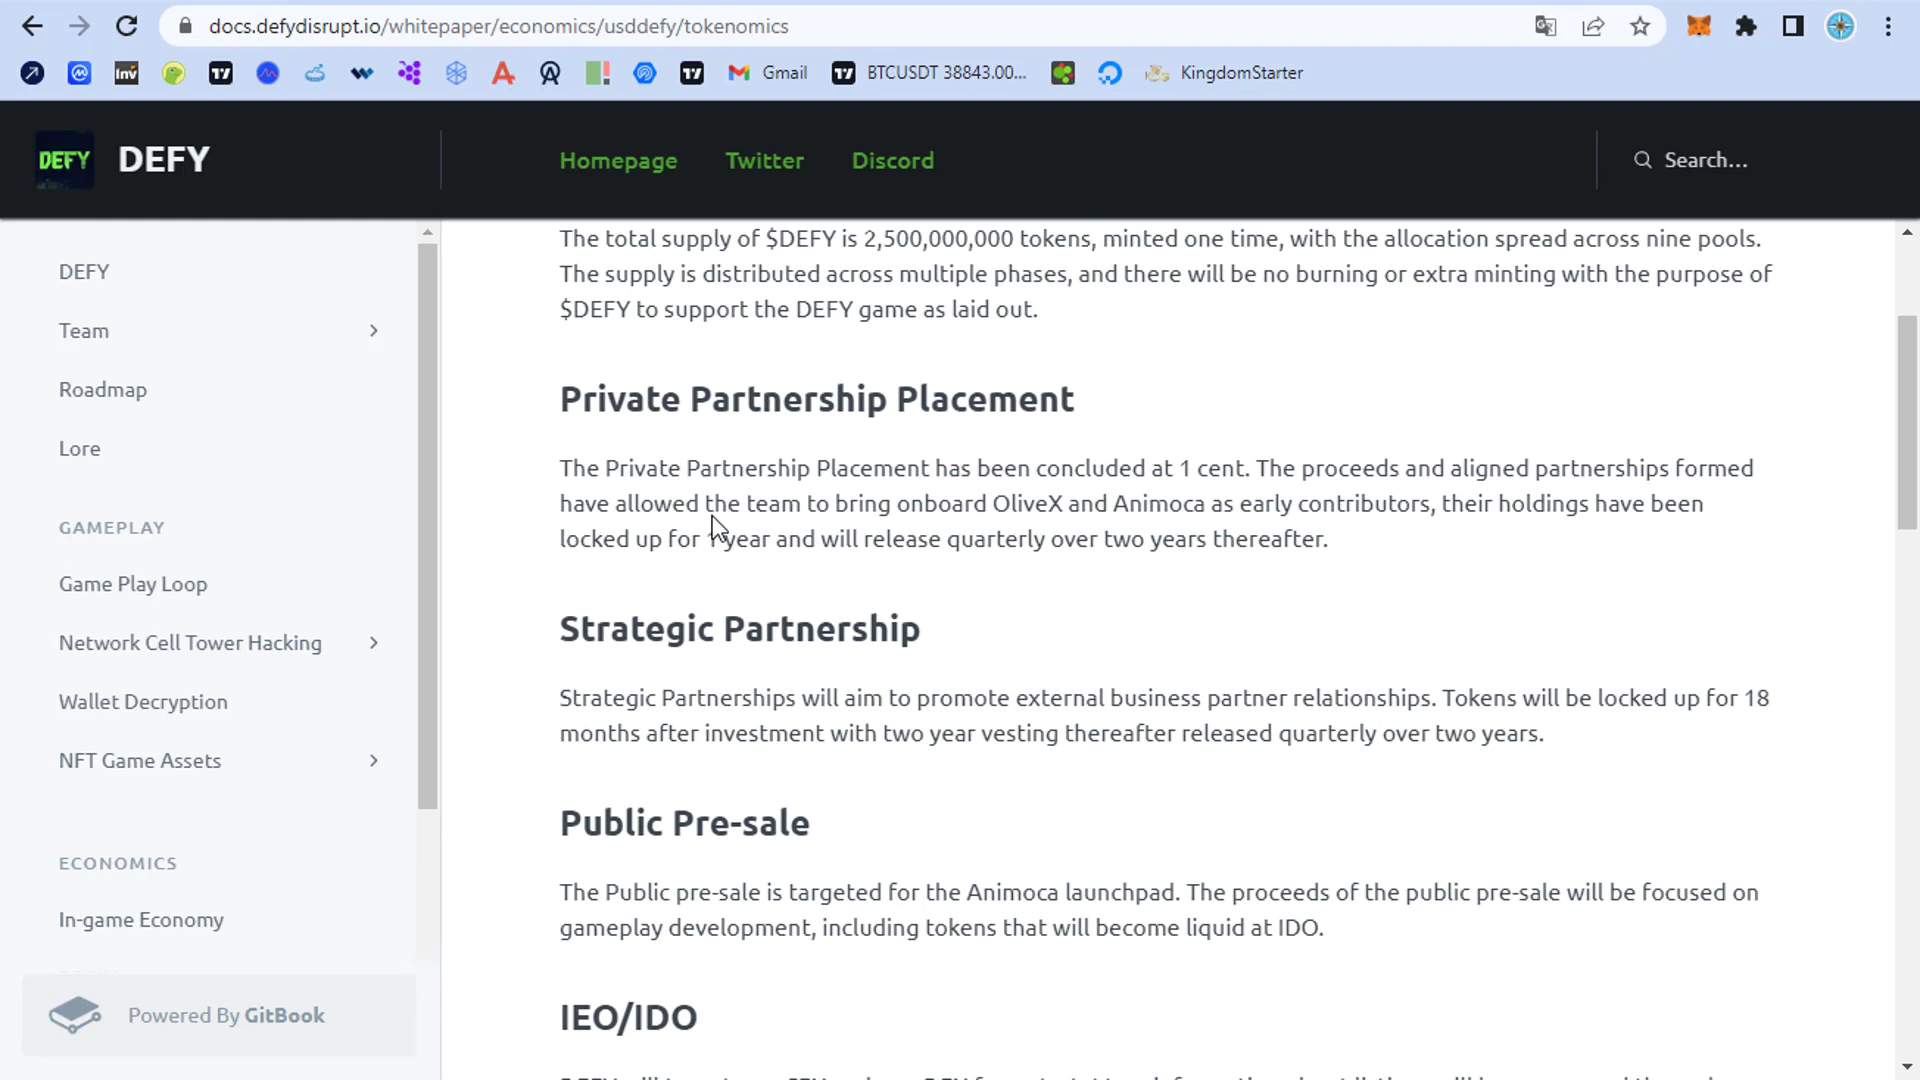 docs.defydisrupt.io/whitepaper/economics/usddefy/tokenomics
Inv
Gmail
BTCUSDT 38843.00...
KingdomStarter
DEFY
DEFY
Homepage
Twitter
Discord
Search...
DEFY
Team
Roadmap
Lore
GAMEPLAY
Game Play Loop
Network Cell Tower Hacking
Wallet Decryption
NFT Game Assets
ECONOMICS
In-game Economy
Powered By GitBook
The total supply of $DEFY is 2,500,000,000 tokens, minted one time, with the allocation spread across nine pools.
The supply is distributed across multiple phases, and there will be no burning or extra minting with the purpose of
$DEFY to support the DEFY game as laid out.
Private Partnership Placement
The Private Partnership Placement has been concluded at 1 cent. The proceeds and aligned partnerships formed
have allowed the team to bring onboard OliveX and Animoca as early contributors, their holdings have been
locked up for 1 year and will release quarterly over two years thereafter.
Strategic Partnership
Strategic Partnerships will aim to promote external business partner relationships. Tokens will be locked up for 18
months after investment with two year vesting thereafter released quarterly over two years.
Public Pre-sale
The Public pre-sale is targeted for the Animoca launchpad. The proceeds of the public pre-sale will be focused on
gameplay development, including tokens that will become liquid at IDO.
IEO/IDO